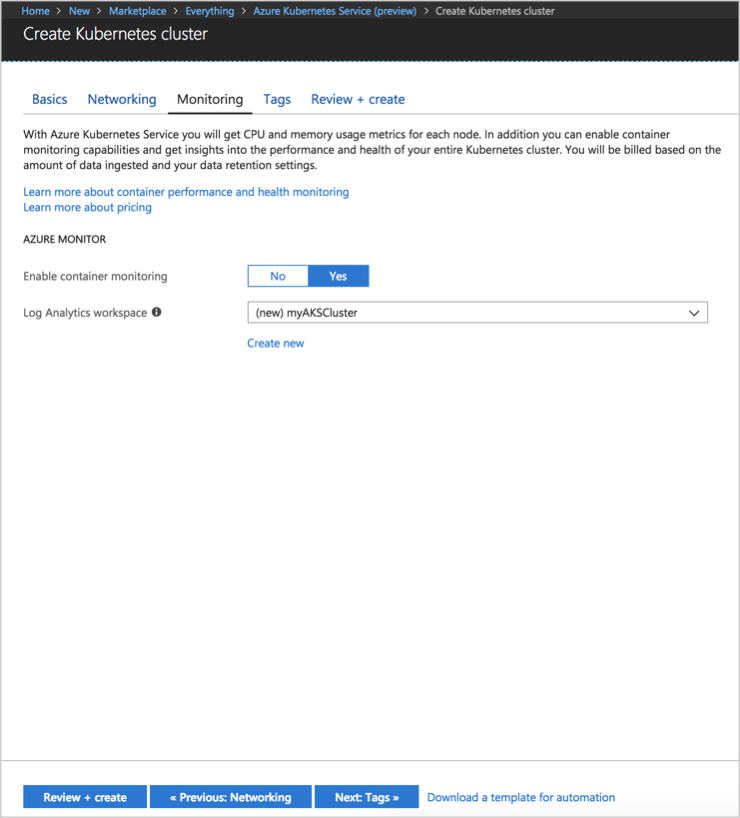 Home > New > Marketplace > Everything > Azure Kubernetes Service (preview) > Create Kubernetes cluster
Create Kubernetes cluster
Basics Networking Monitoring Tags Review + create
With Azure Kubernetes Service you will get CPU and memory usage metrics for each node. In addition you can enable container
monitoring capabilities and get insights into the performance and health of your entire Kubernetes cluster. You will be billed based on the
amount of data ingested and your data retention settings.
Learn more about container performance and health monitoring
Learn more about pricing
AZURE MONITOR
Enable container monitoring No Yes
Log Analytics workspace (new) myAKSCluster
Create new
Review + create « Previous: Networking Next: Tags » Download a template for automation